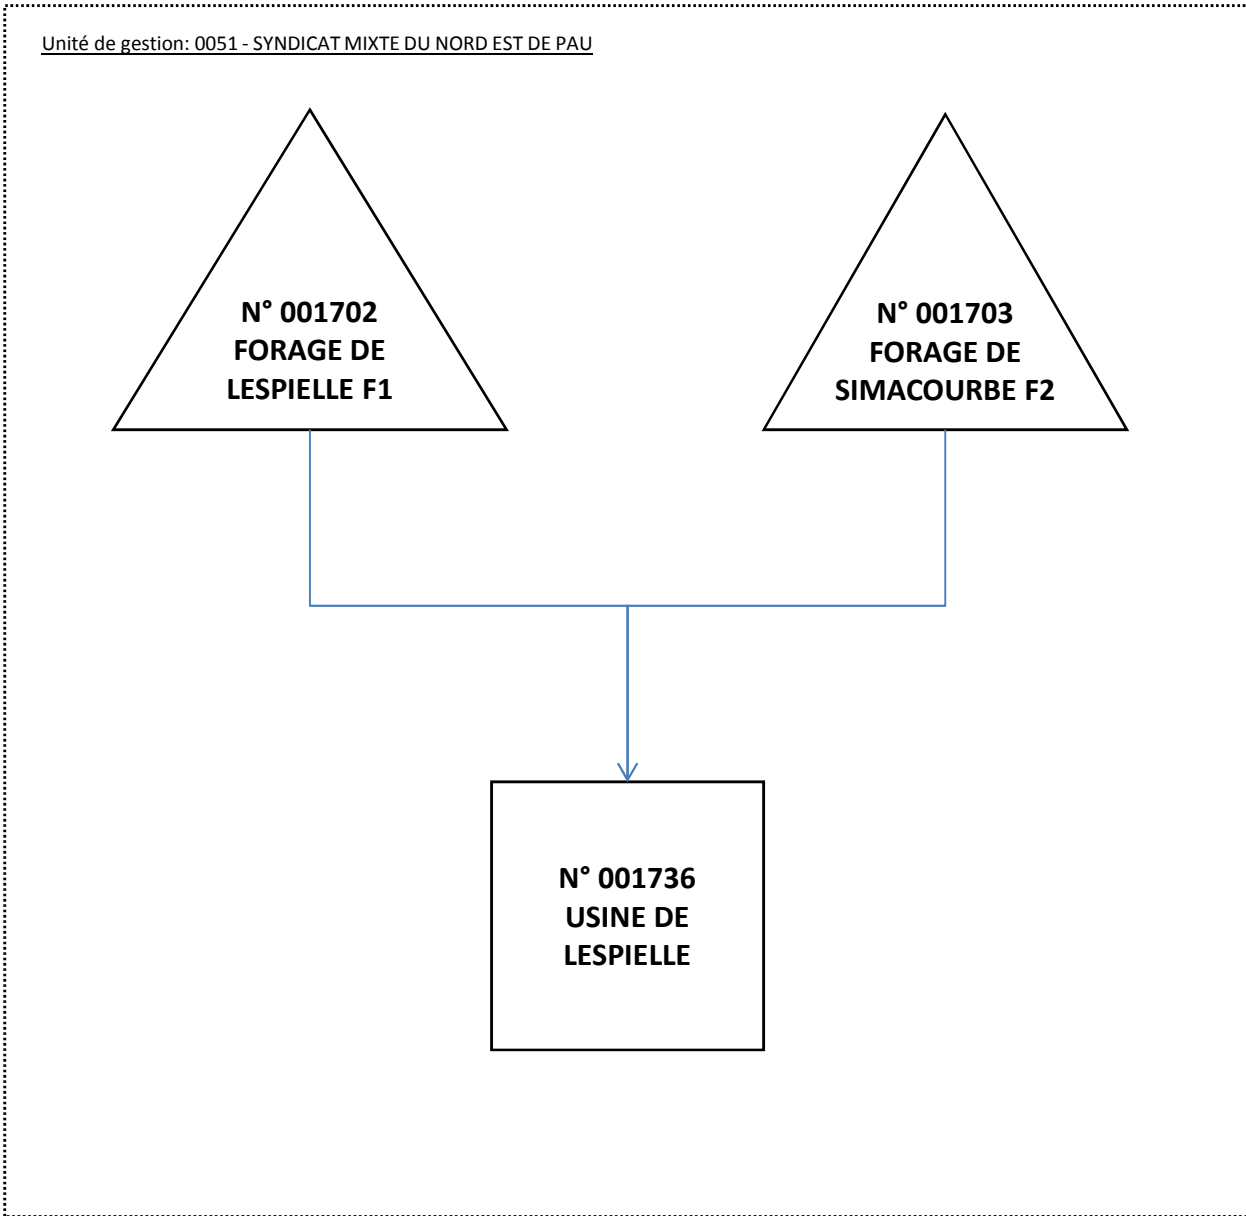 Unité de gestion: 0051 - SYNDICAT MIXTE DU NORD EST DE PAU
N° 001702
FORAGE DE
LESPIELLE F1
N° 001703
FORAGE DE
SIMACOURBE F2
N° 001736
USINE DE
LESPIELLE